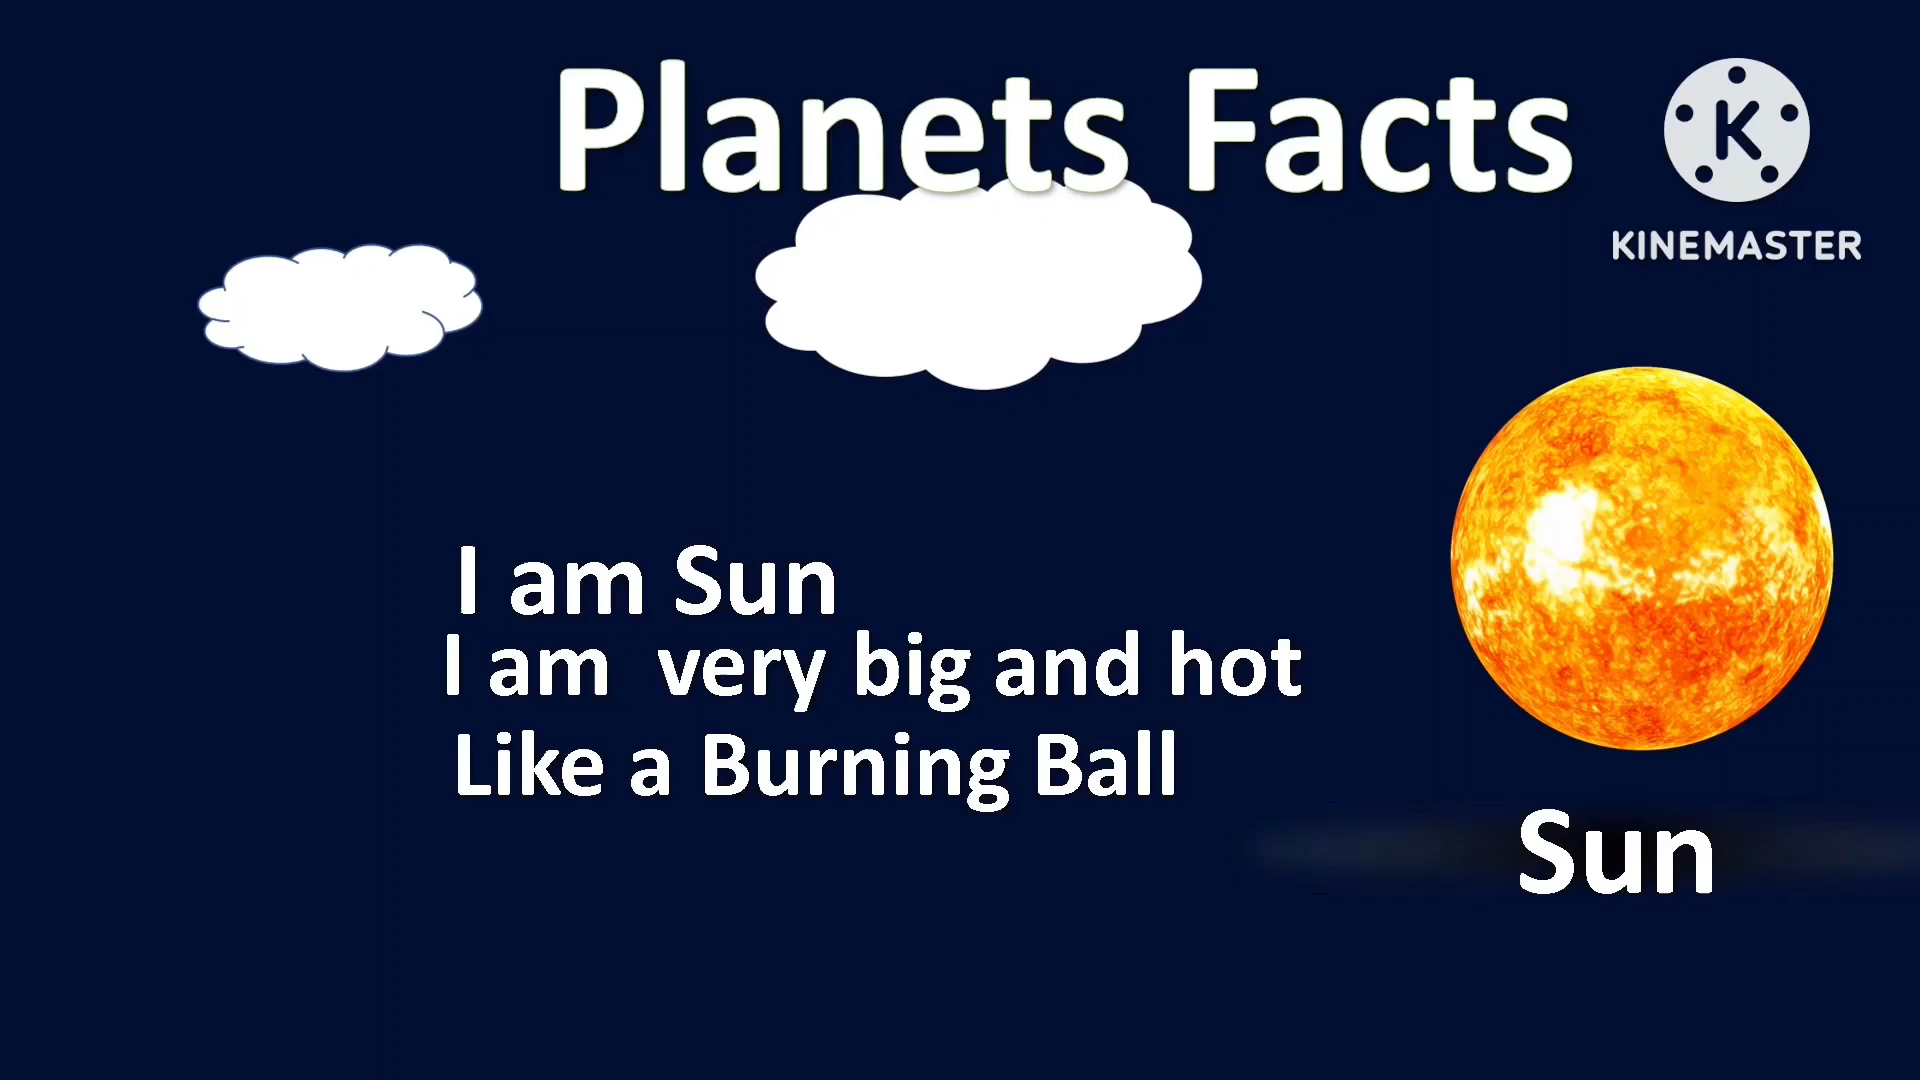 Planets Facts
K
KINEMASTER
I am Sun
I am very big and hot
Like a Burning Ball
Sun